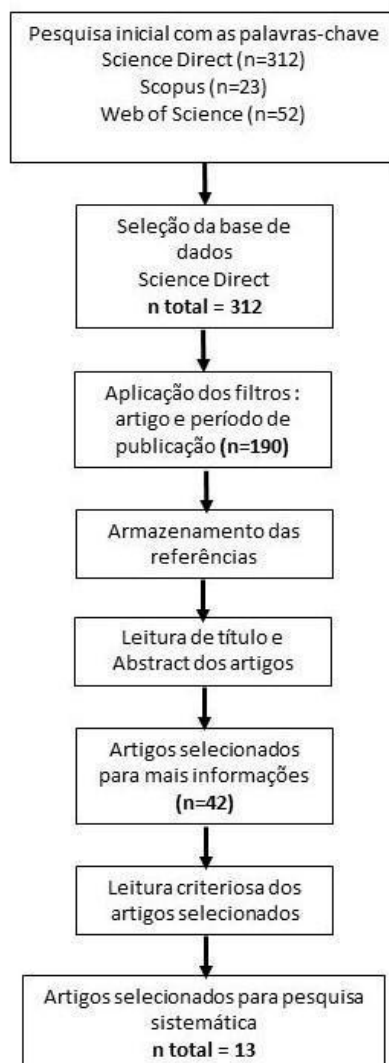 Pesquisa inicial com as palavras-chave
Science Direct (n=312)
Scopus (n=23)
Web of Science (n=52)
Seleção da base de
dados
Science Direct
n total = 312
Aplicação dos filtros :
artigo e período de
publicação (n=190)
Armazenamento das
referências
Leitura de título e
Abstract dos artigos
Artigos selecionados
para mais informações
(n=42)
Leitura criteriosa dos
artigos selecionados
Artigos selecionados para pesquisa
sistemática
n total = 13